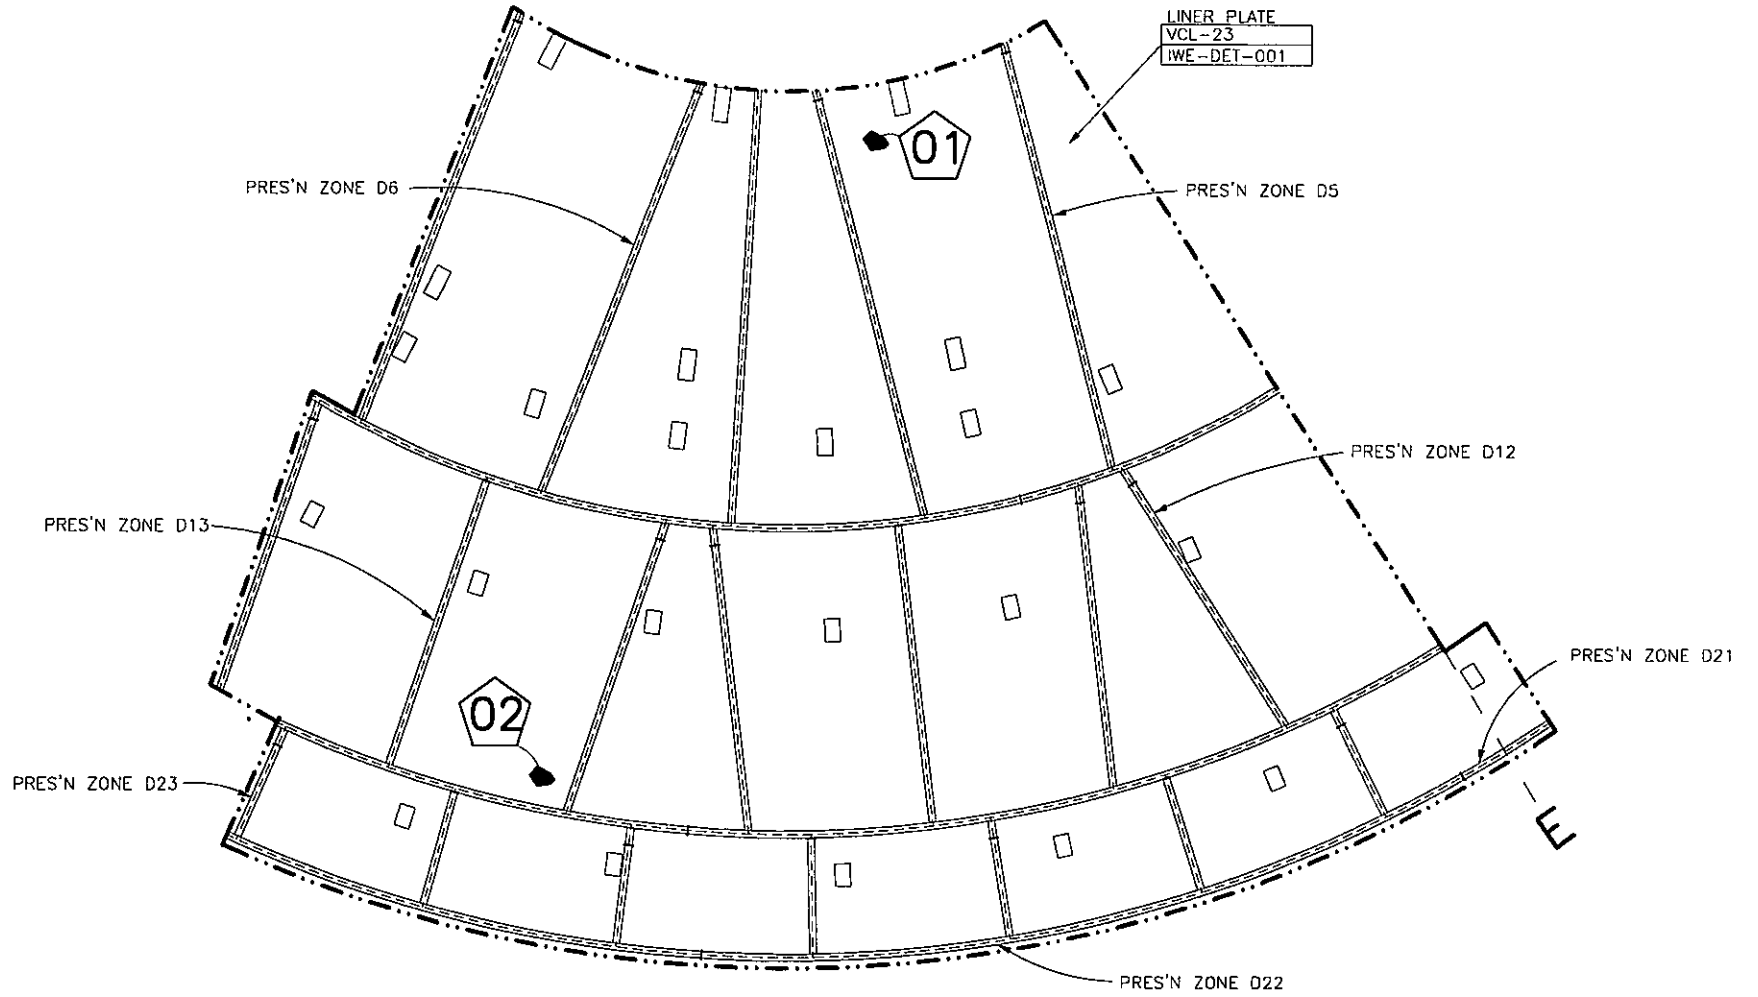 LINER PLATE
VCL-23
IWE-DET-001
01
PRES'N ZONE D6
PRES'N ZONE D5
PRES'N ZONE D12
PRES'N ZONE D13
PRES'N ZONE D21
02
PRES'N ZONE D23
E
PRES'N ZONE D22